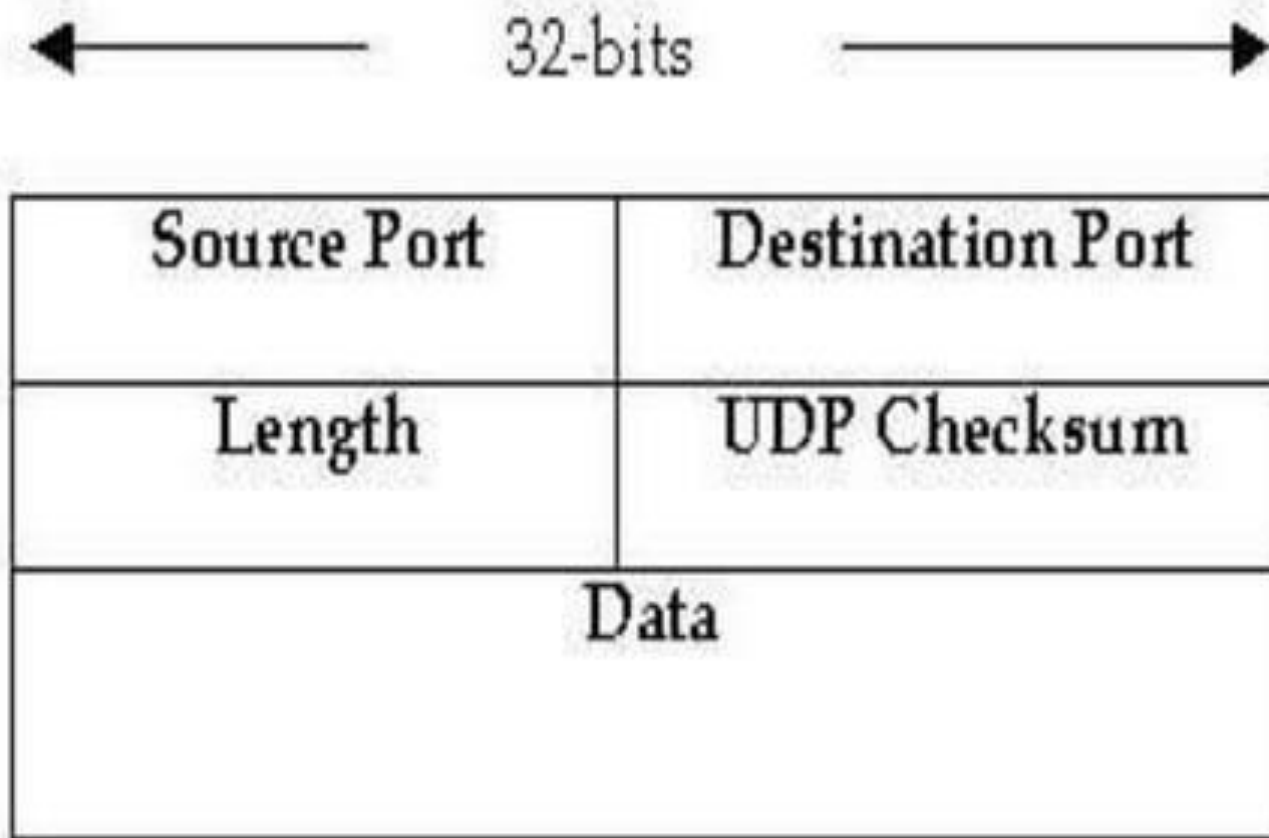 32-bits
Source Port Destination Port
Length UDP Checksum
Data